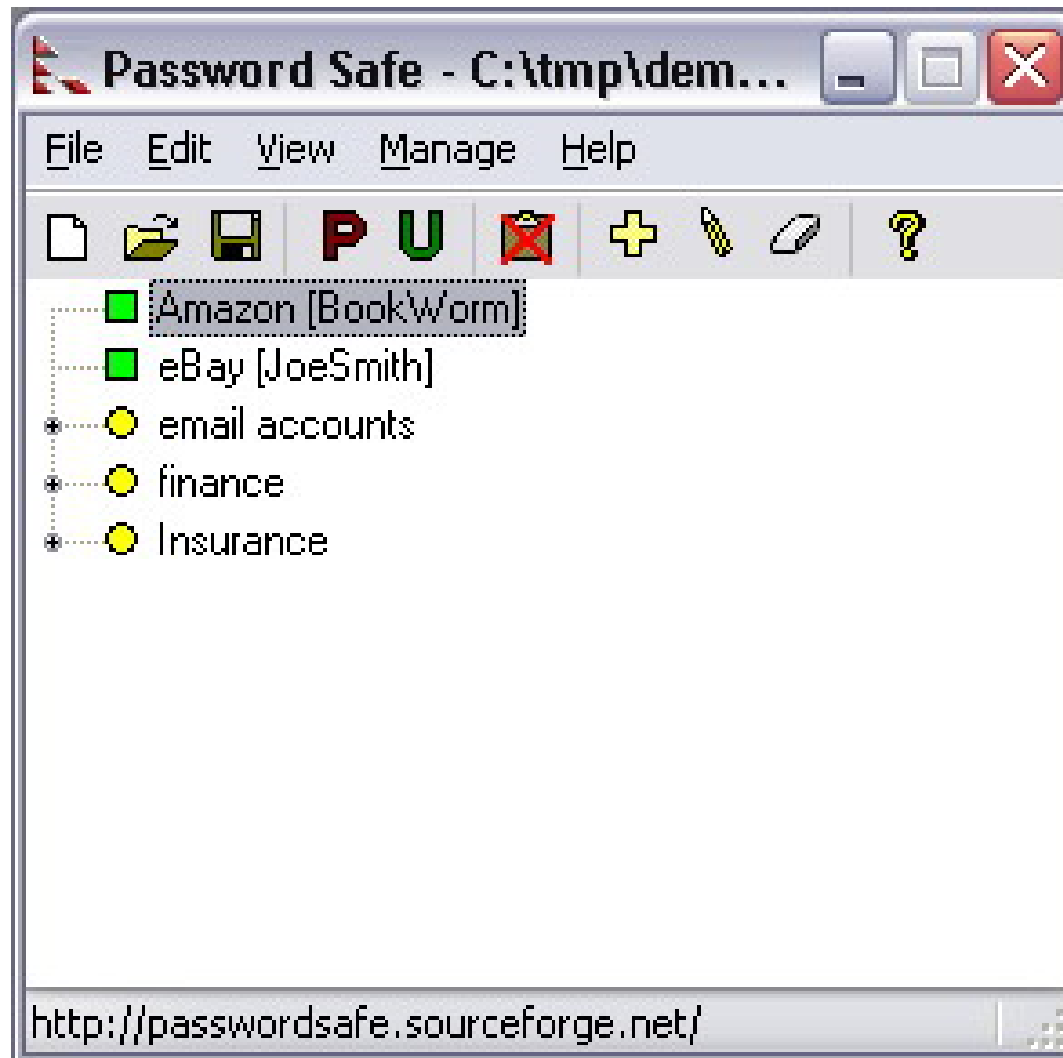 Password Safe - C:\tmp\dem...
File Edit View Manage Help
P U
Amazon [BookWorm]
eBay [JoeSmith]
email accounts
finance
Insurance
http://passwordsafe.sourceforge.net/